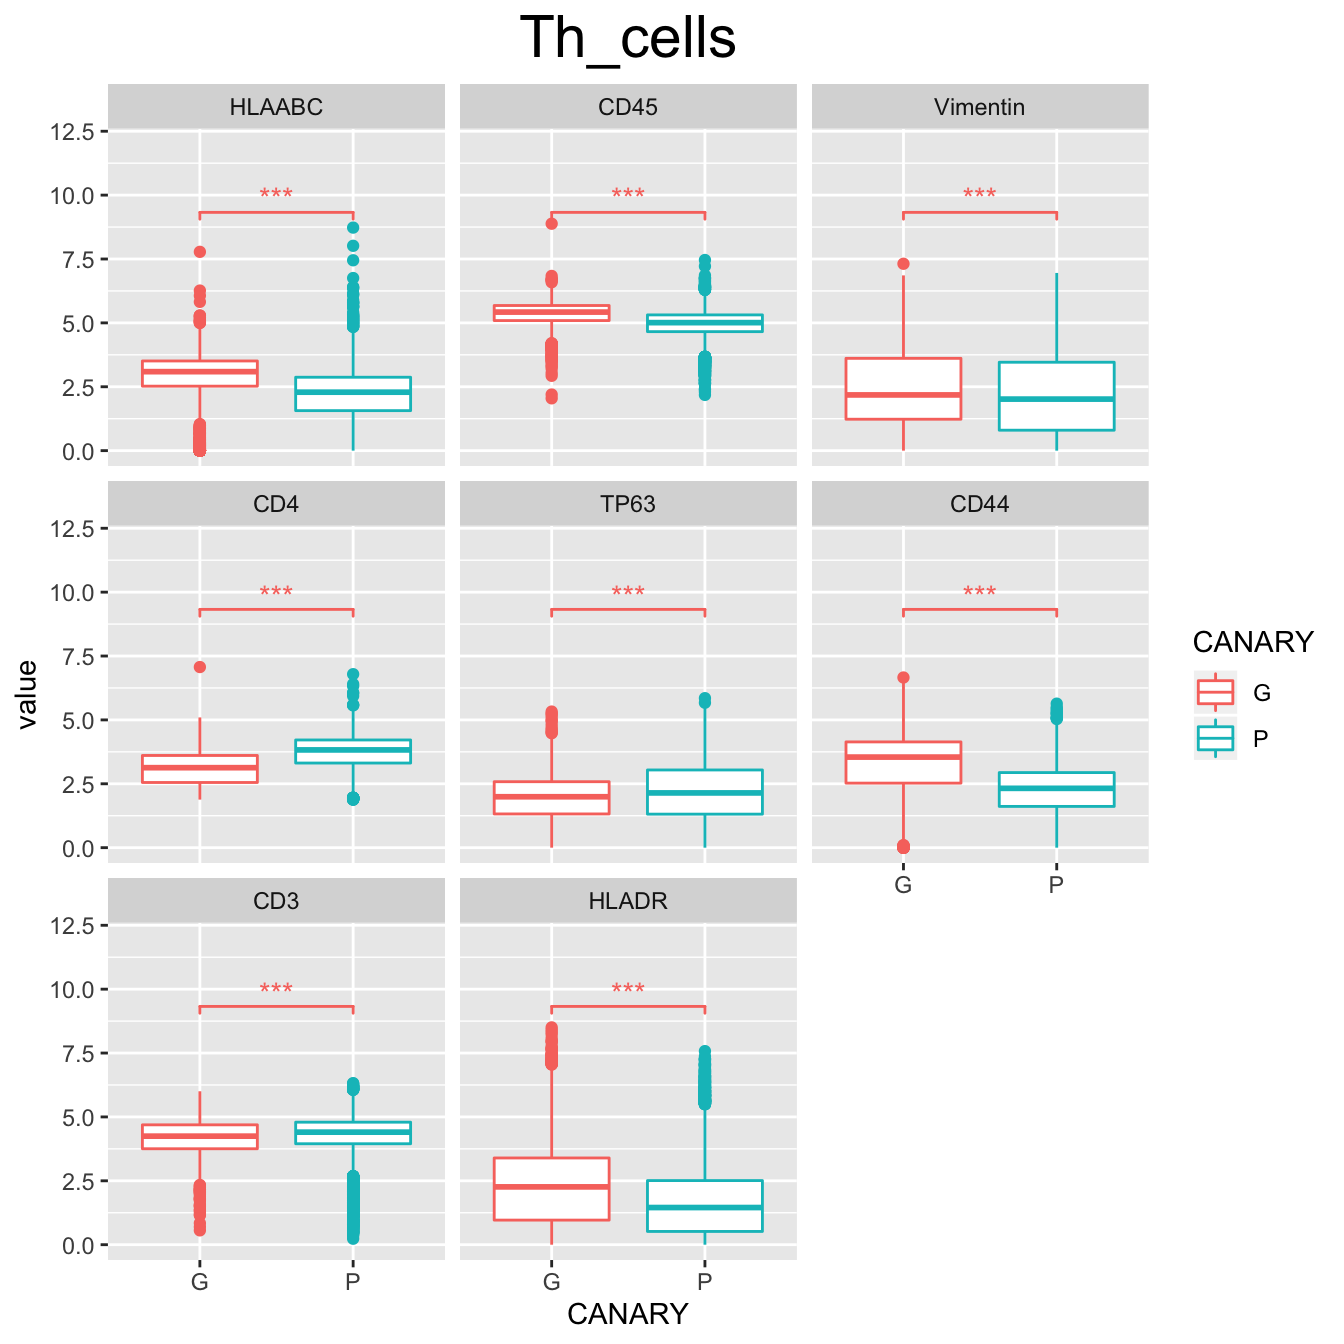 Th_cells
HLAABC CD45 Vimentin
12.5
10.0 *** *** ***
7.5
5.0
2.5
0.0
CD4 TP63 CD44
12.5
10.0 *** *** ***
7.5
5.0
2.5
0.0
G P
value
CANARY
G
P
CD3 HLADR
12.5
10.0 *** ***
7.5
5.0
2.5
0.0
G P G P
CANARY